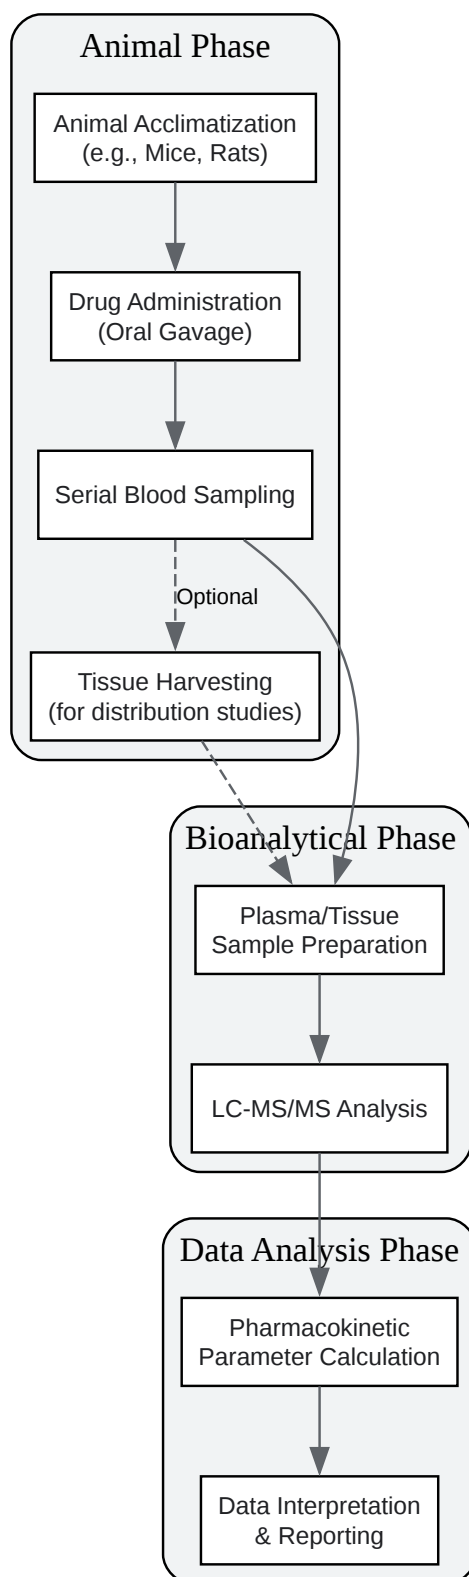 Animal Phase
Animal Acclimatization
(e.g., Mice, Rats)
Drug Administration
(Oral Gavage)
Serial Blood Sampling
Optional
Tissue Harvesting
(for distribution studies)
Bioanalytical Phase
Plasma/Tissue
Sample Preparation
LC-MS/MS Analysis
Data Analysis Phase
Pharmacokinetic
Parameter Calculation
Data Interpretation
& Reporting